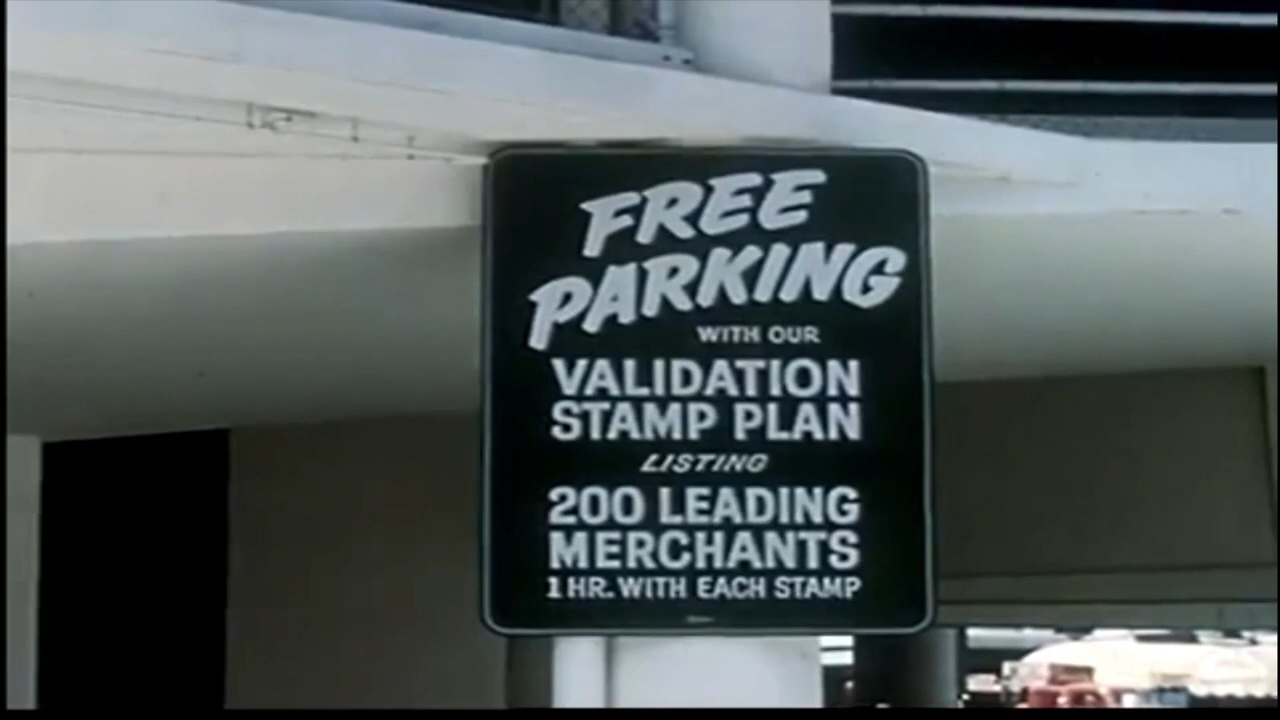 FREE
PARKING
WITH OUR
VALIDATION
STAMP PLAN
LISTING
200 LEADING
MERCHANTS
1 HR. WITH EACH STAMP